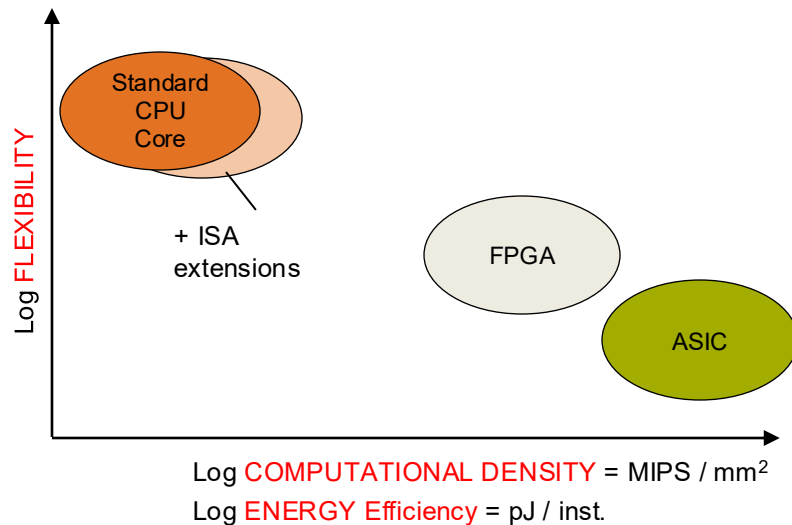 Standard
CPU
Core
Log FLEXIBILITY
+ ISA
extensions
FPGA
ASIC
Log COMPUTATIONAL DENSITY = MIPS / mm²
Log ENERGY Efficiency = pJ / inst.